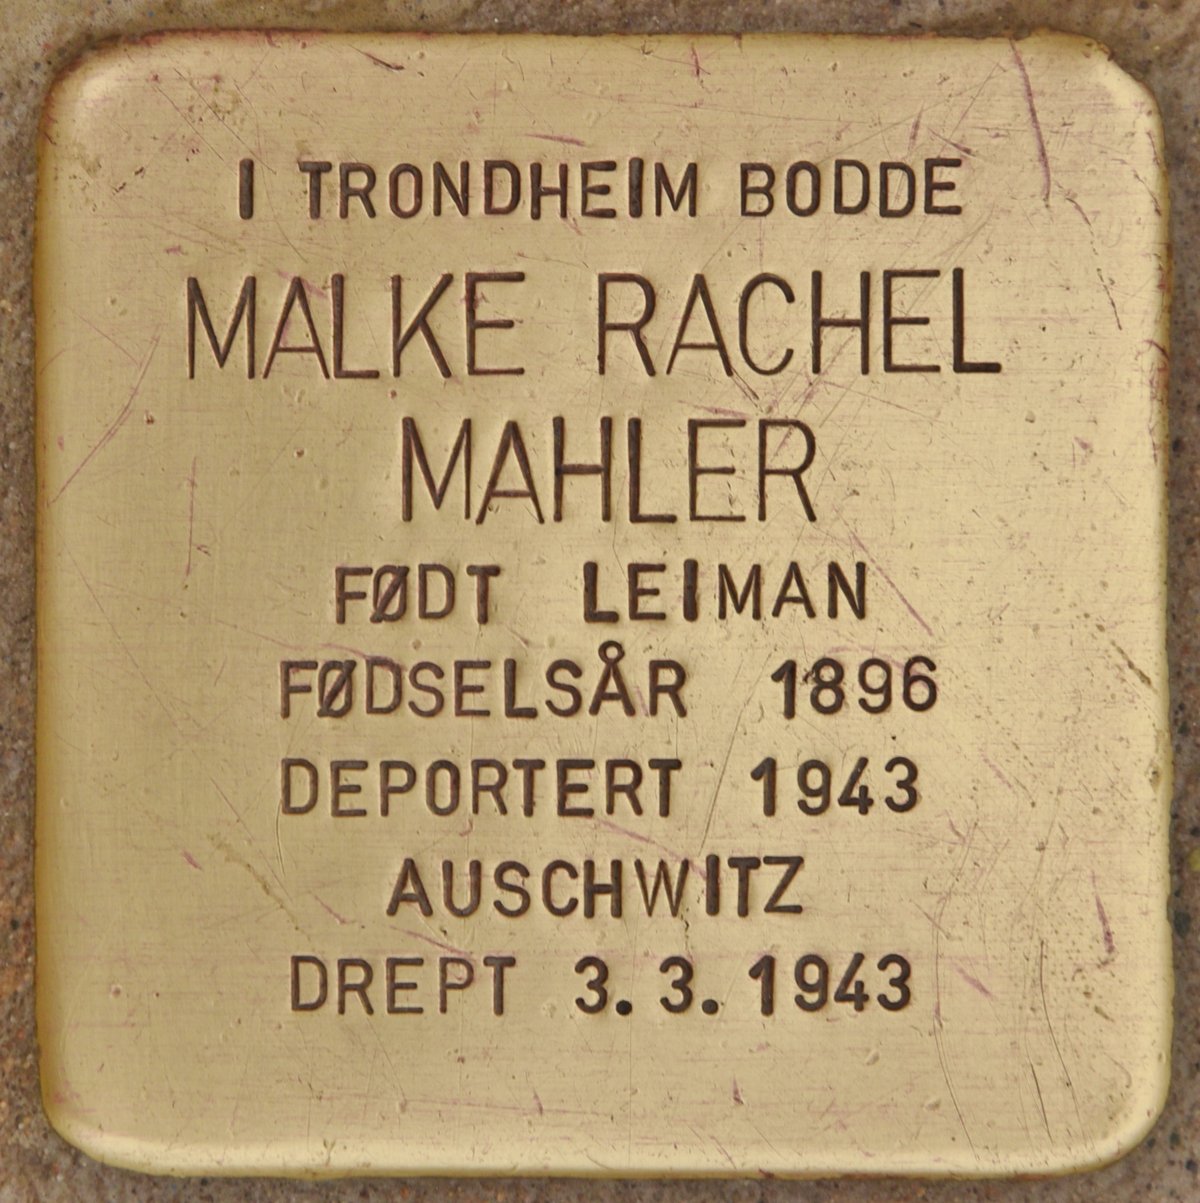 I TRONDHEIM BODDE
MALKE RACHEL
MAHLER
FØDT LEIMAN
FØDSELSÅR 1896
DEPORTERT 1943
AUSCHWITZ
DREPT 3.3.1943